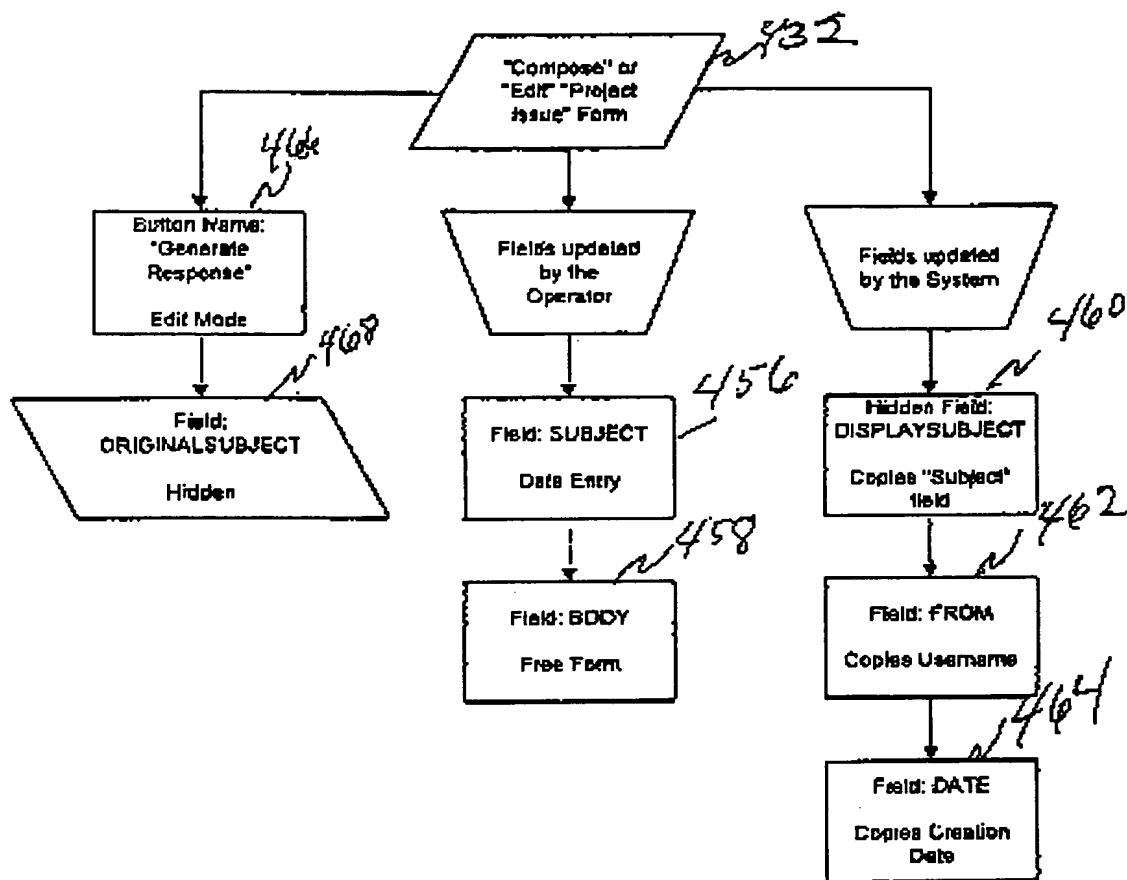 432
"Compose" or
"Edit" "Project
Issue" Form
466
Button Name:
"Generate
Response"
Edit Mode
Fields updated
by the
Operator
Fields updated
by the System
468
Field:
ORIGINALSUBJECT
Hidden
456
Field: SUBJECT
Data Entry
460
Hidden Field:
DISPLAYSUBJECT
Copies "Subject"
field
458
Field: BODY
Free Form
462
Field: FROM
Copies Username
464
Field: DATE
Copies Creation
Date